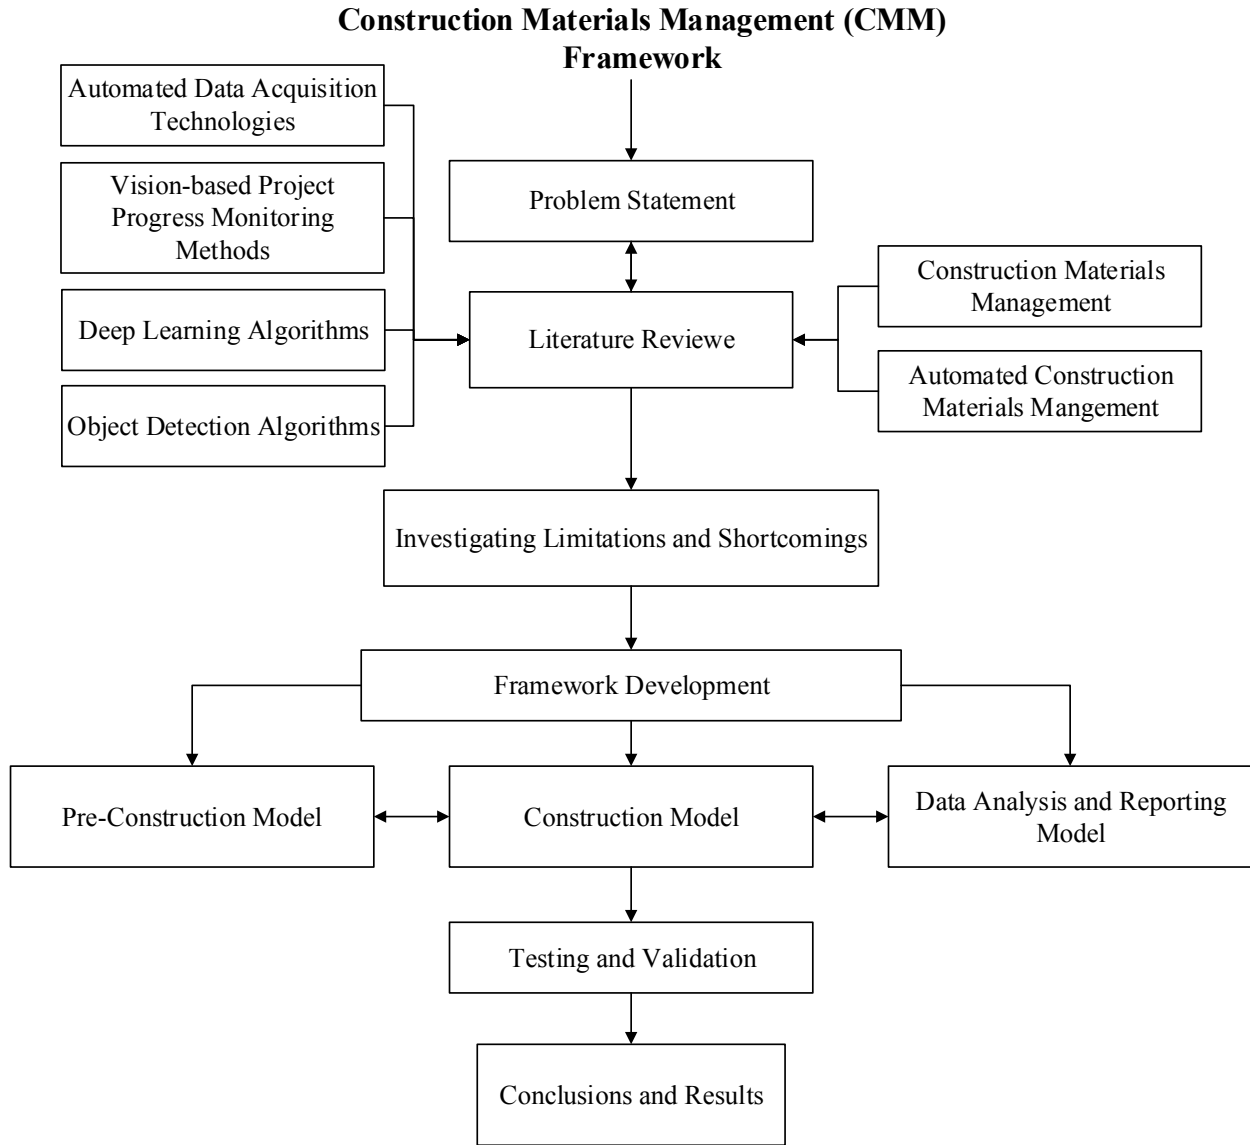 Construction Materials Management (CMM)
Framework
Automated Data Acquisition
Technologies
Vision-based Project
Progress Monitoring
Methods
Deep Learning Algorithms
Object Detection Algorithms
Problem Statement
Literature Reviewe
Construction Materials
Management
Automated Construction
Materials Mangement
Investigating Limitations and Shortcomings
Framework Development
Pre-Construction Model
Construction Model
Data Analysis and Reporting
Model
Testing and Validation
Conclusions and Results